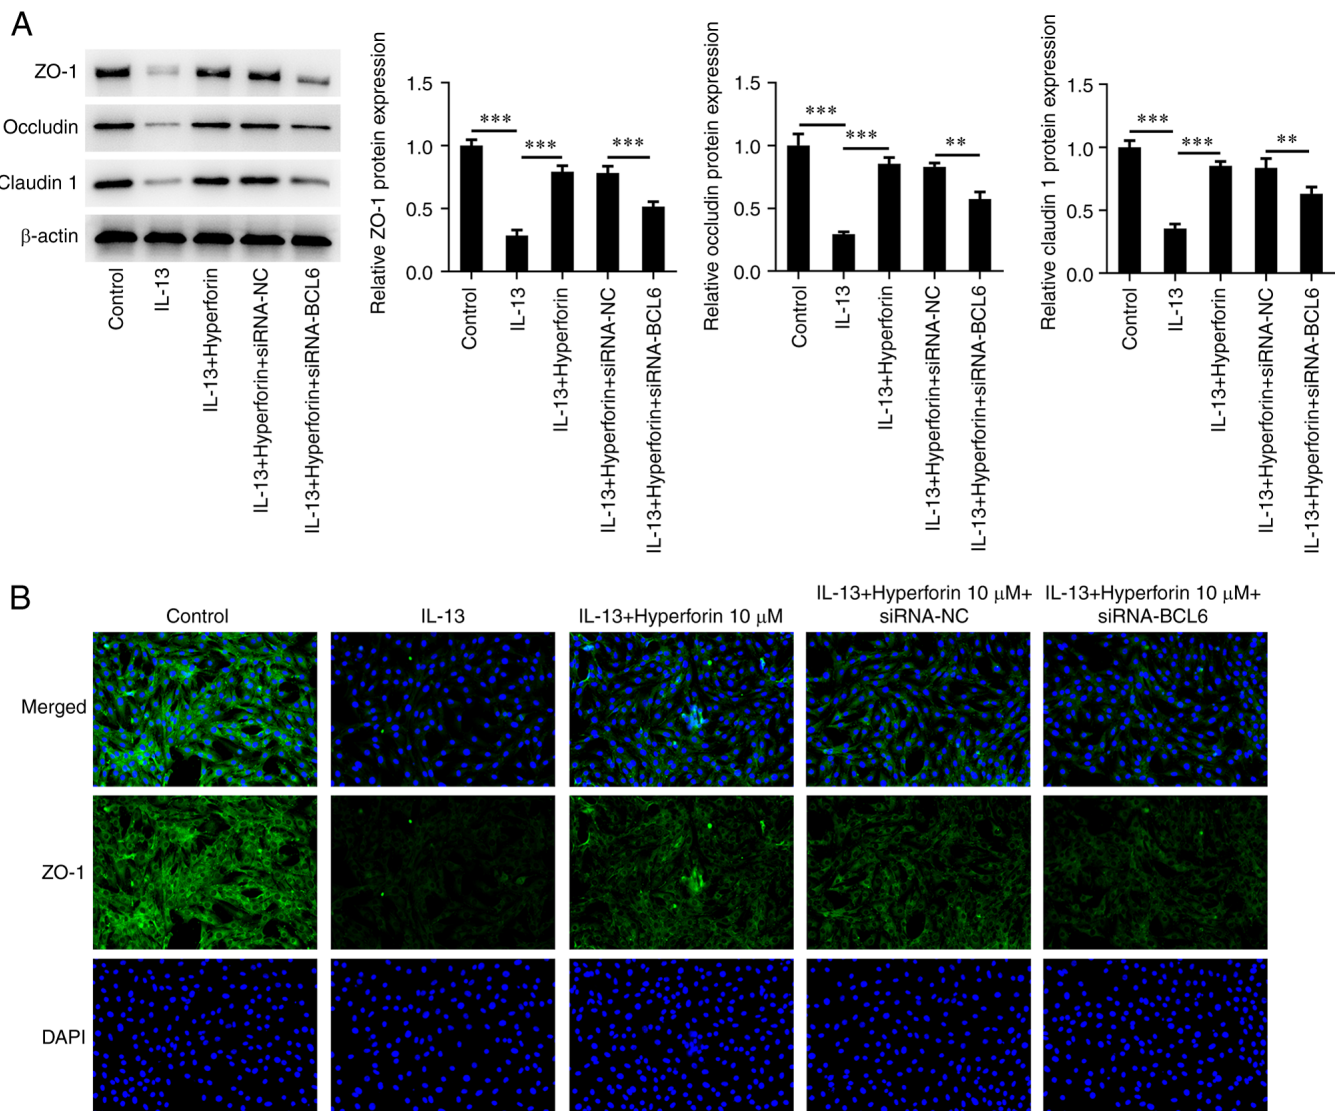 A
ZO-1
Occludin
Claudin 1
β-actin
Control
IL-13
IL-13+Hyperforin
IL-13+Hyperforin+siRNA-NC
IL-13+Hyperforin+siRNA-BCL6
Relative ZO-1 protein expression
1.5
1.0
0.5
0.0
***
***
***
Control
IL-13
IL-13+Hyperforin
IL-13+Hyperforin+siRNA-NC
IL-13+Hyperforin+siRNA-BCL6
Relative occludin protein expression
1.5
1.0
0.5
0.0
***
***
**
Control
IL-13
IL-13+Hyperforin
IL-13+Hyperforin+siRNA-NC
IL-13+Hyperforin+siRNA-BCL6
Relative claudin 1 protein expression
1.5
1.0
0.5
0.0
***
***
**
Control
IL-13
IL-13+Hyperforin
IL-13+Hyperforin+siRNA-NC
IL-13+Hyperforin+siRNA-BCL6
B
Control
IL-13
IL-13+Hyperforin 10 μM
IL-13+Hyperforin 10 μM+
siRNA-NC
IL-13+Hyperforin 10 μM+
siRNA-BCL6
Merged
ZO-1
DAPI